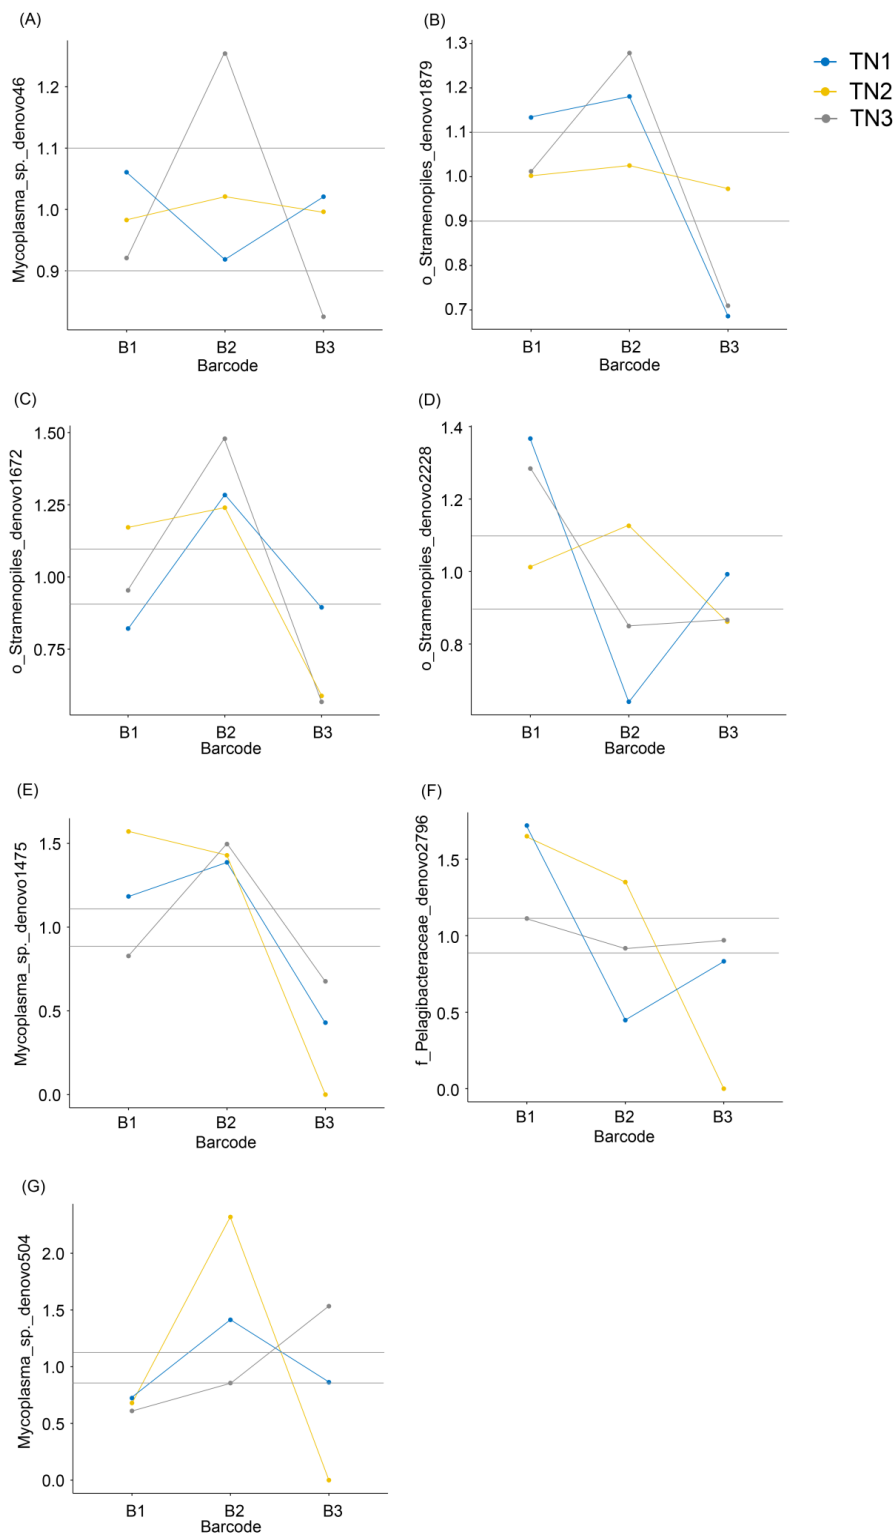 (A)
Mycoplasma_sp._denovo46
1.2
1.1
1.0
0.9
B1 B2 B3
Barcode
(B)
o_Stramenopiles_denovo1879
1.3
1.2
1.1
1.0
0.9
0.8
0.7
B1 B2 B3
Barcode
TN1
TN2
TN3
(C)
o_Stramenopiles_denovo1672
1.50
1.25
1.00
0.75
B1 B2 B3
Barcode
(D)
o_Stramenopiles_denovo2228
1.4
1.2
1.0
0.8
B1 B2 B3
Barcode
(E)
Mycoplasma_sp._denovo1475
1.5
1.0
0.5
0.0
B1 B2 B3
Barcode
(F)
f_Pelagibacteraceae_denovo2796
1.5
1.0
0.5
0.0
B1 B2 B3
Barcode
(G)
Mycoplasma_sp._denovo504
2.0
1.5
1.0
0.5
0.0
B1 B2 B3
Barcode